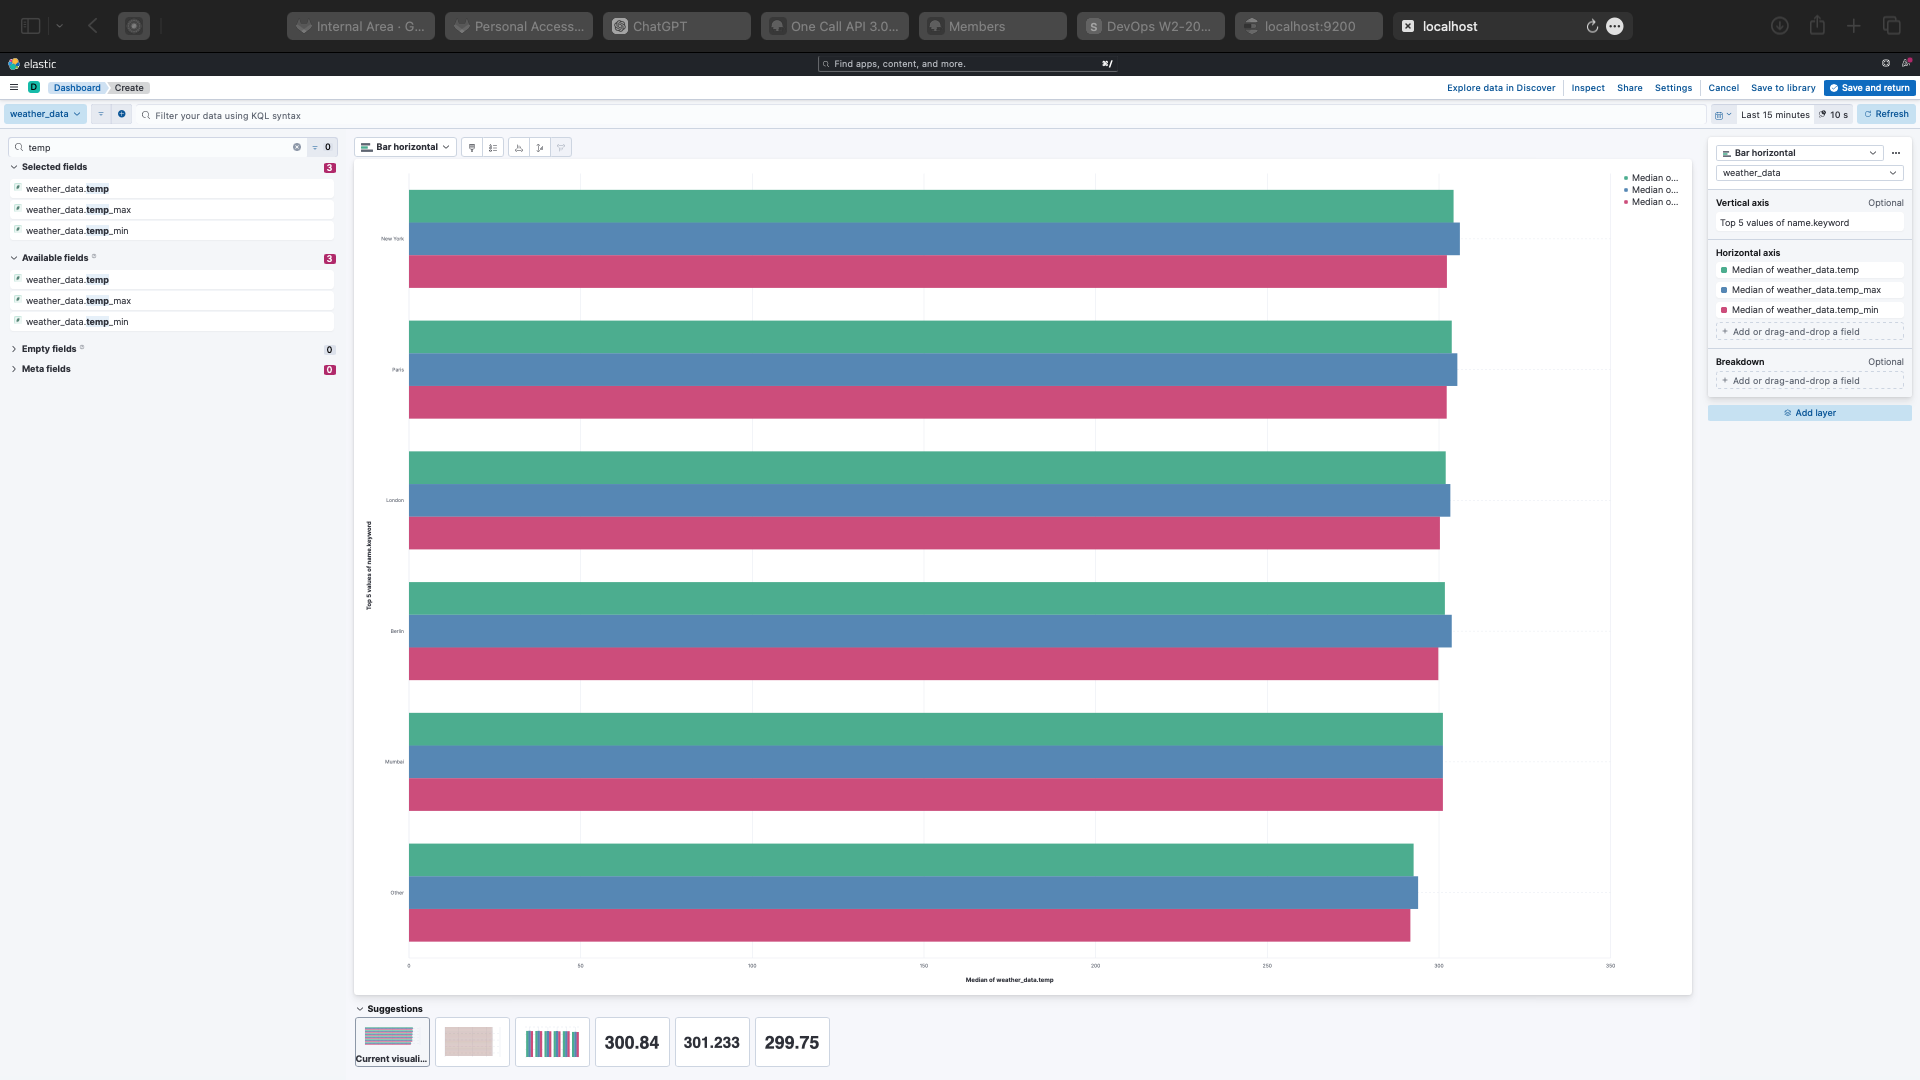 Internal Area · G...
Personal Access...
ChatGPT
One Call API 3.0...
Members
S DevOps W2-20...
localhost:9200
localhost
elastic
Find apps, content, and more.
⌘/
D
Dashboard
Create
Explore data in Discover
Inspect
Share
Settings
Cancel
Save to library
Save and return
weather_data
Filter your data using KQL syntax
Last 15 minutes
10 s
Refresh
temp
0
Selected fields
3
weather_data.temp
weather_data.temp_max
weather_data.temp_min
Available fields
3
weather_data.temp
weather_data.temp_max
weather_data.temp_min
Empty fields
0
Meta fields
0
Bar horizontal
Median o...
Median o...
Median o...
New York
Paris
London
Berlin
Mumbai
Other
Top 5 values of name.keyword
0
50
100
150
200
250
300
350
Median of weather_data.temp
Suggestions
Current visuali...
300.84
301.233
299.75
Bar horizontal
weather_data
Vertical axis
Optional
Top 5 values of name.keyword
Horizontal axis
Median of weather_data.temp
Median of weather_data.temp_max
Median of weather_data.temp_min
+ Add or drag-and-drop a field
Breakdown
Optional
+ Add or drag-and-drop a field
Add layer